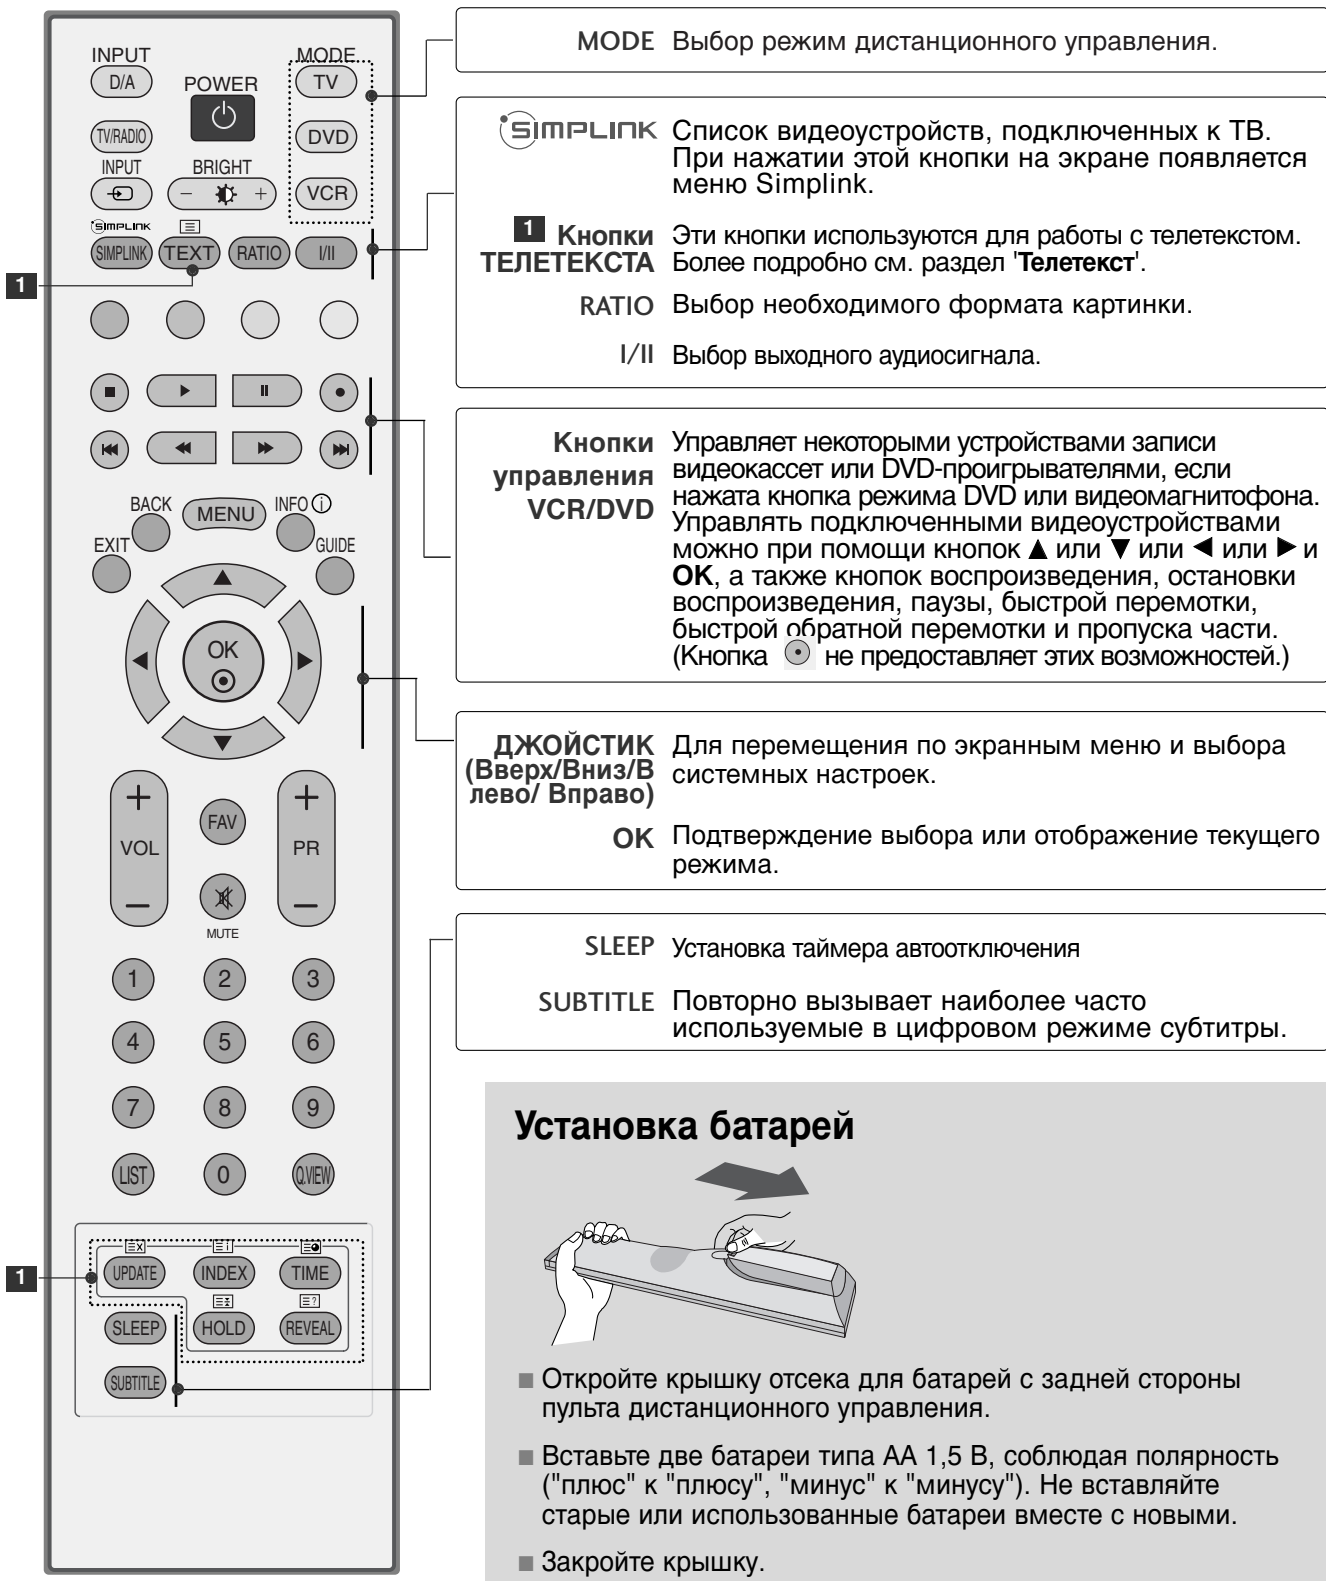 INPUT
MODE
D/A
POWER
TV
TV/RADIO
DVD
INPUT
BRIGHT
VCR
SIMPLINK
SIMPLINK
TEXT
RATIO
I/II
1
BACK
MENU
INFO i
EXIT
GUIDE
OK
VOL
FAV
PR
MUTE
1
2
3
4
5
6
7
8
9
LIST
0
Q.VIEW
1
UPDATE
INDEX
TIME
SLEEP
HOLD
REVEAL
SUBTITLE
MODE Выбор режим дистанционного управления.
SIMPLINK Список видеоустройств, подключенных к ТВ.
При нажатии этой кнопки на экране появляется
меню Simplink.
1 Кнопки Эти кнопки используются для работы с телетекстом.
ТЕЛЕТЕКСТА Более подробно см. раздел 'Телетекст'.
RATIO Выбор необходимого формата картинки.
I/II Выбор выходного аудиосигнала.
Кнопки Управляет некоторыми устройствами записи
управления видеокассет или DVD-проигрывателями, если
VCR/DVD нажата кнопка режима DVD или видеомагнитофона.
Управлять подключенными видеоустройствами
можно при помощи кнопок ▲ или ▼ или ◀ или ▶ и
OK, а также кнопок воспроизведения, остановки
воспроизведения, паузы, быстрой перемотки,
быстрой обратной перемотки и пропуска части.
(Кнопка ⊙ не предоставляет этих возможностей.)
ДЖОЙСТИК Для перемещения по экранным меню и выбора
(Вверх/Вниз/В системных настроек.
лево/ Вправо)
OK Подтверждение выбора или отображение текущего
режима.
SLEEP Установка таймера автоотключения
SUBTITLE Повторно вызывает наиболее часто
используемые в цифровом режиме субтитры.
Установка батарей
■ Откройте крышку отсека для батарей с задней стороны
пульта дистанционного управления.
■ Вставьте две батареи типа АА 1,5 В, соблюдая полярность
("плюс" к "плюсу", "минус" к "минусу"). Не вставляйте
старые или использованные батареи вместе с новыми.
■ Закройте крышку.